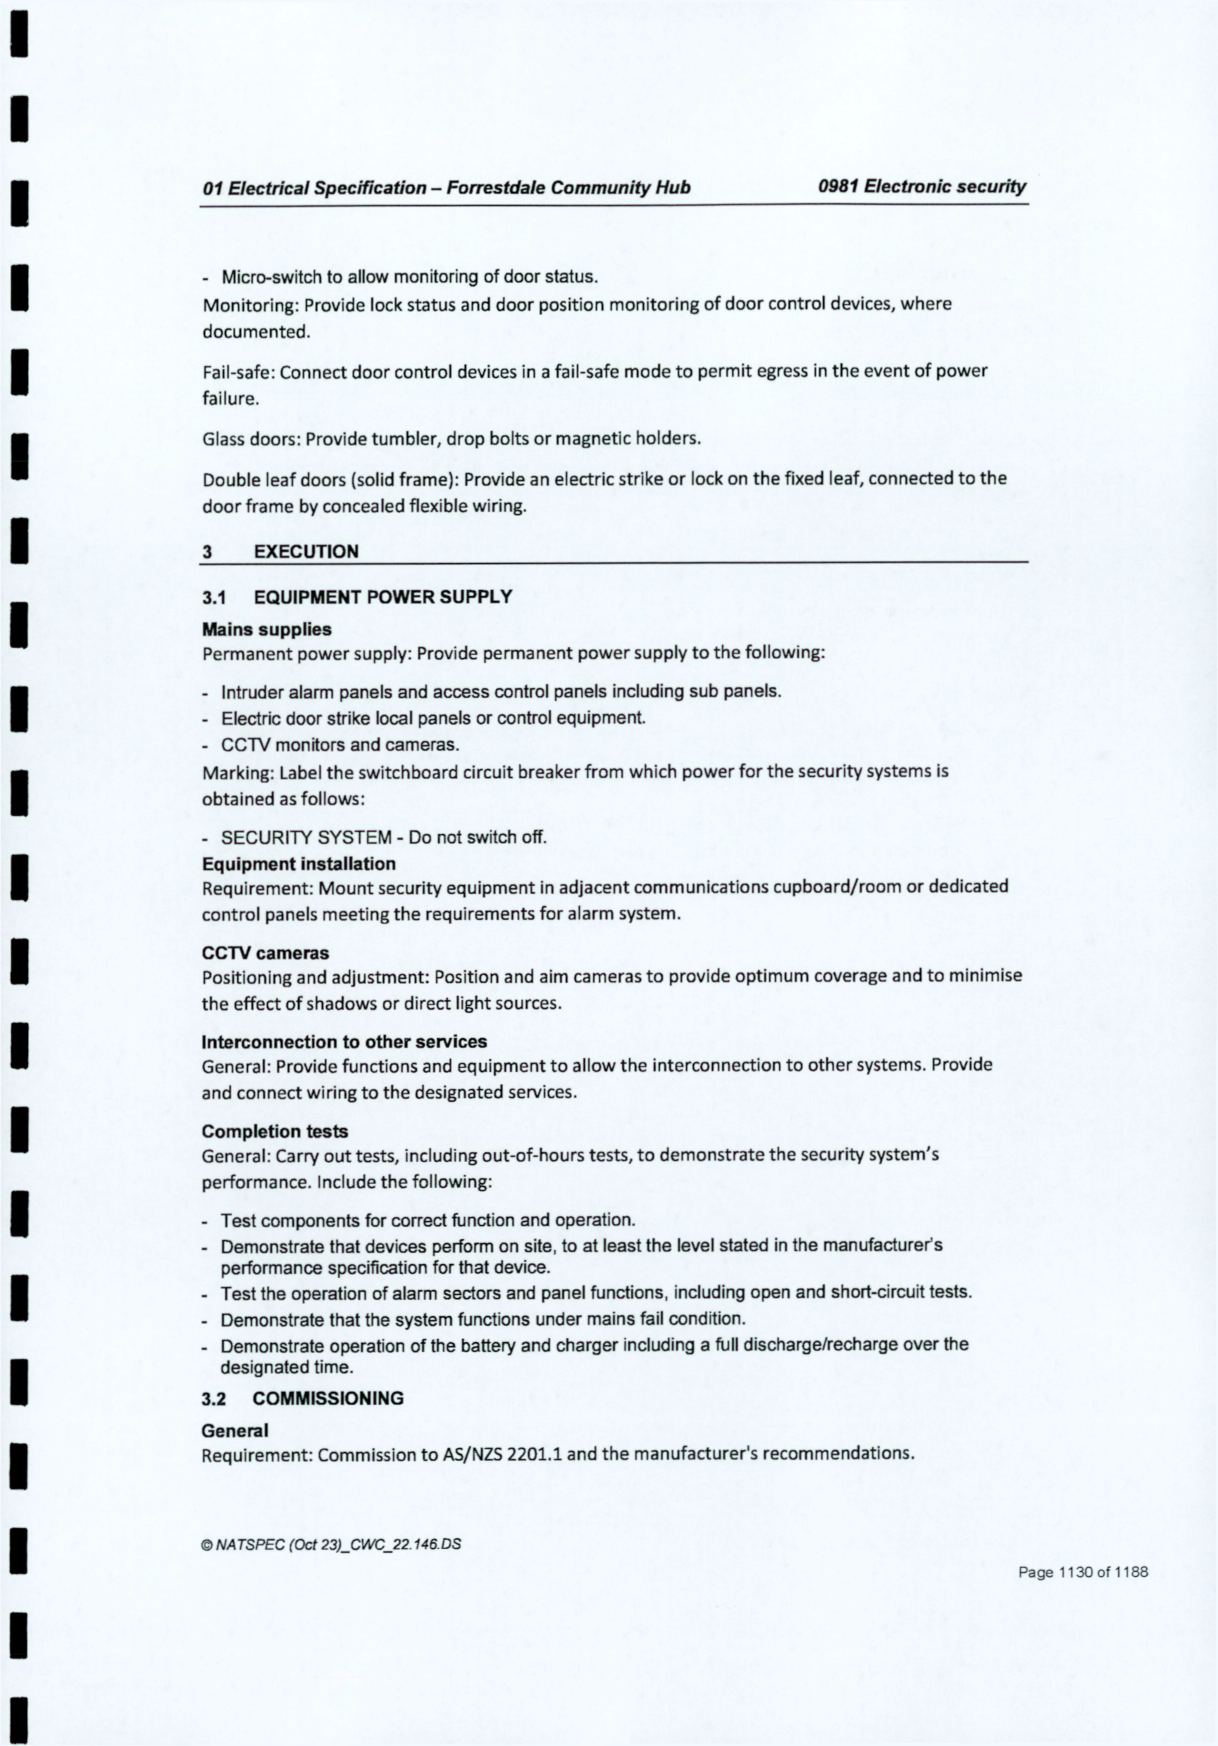 01 Electrical Specification – Forrestdale Community Hub 0981 Electronic security
- Micro-switch to allow monitoring of door status.
Monitoring: Provide lock status and door position monitoring of door control devices, where
documented.
Fail-safe: Connect door control devices in a fail-safe mode to permit egress in the event of power
failure.
Glass doors: Provide tumbler, drop bolts or magnetic holders.
Double leaf doors (solid frame): Provide an electric strike or lock on the fixed leaf, connected to the
door frame by concealed flexible wiring.
3 EXECUTION
3.1 EQUIPMENT POWER SUPPLY
Mains supplies
Permanent power supply: Provide permanent power supply to the following:
- Intruder alarm panels and access control panels including sub panels.
- Electric door strike local panels or control equipment.
- CCTV monitors and cameras.
Marking: Label the switchboard circuit breaker from which power for the security systems is
obtained as follows:
- SECURITY SYSTEM - Do not switch off.
Equipment installation
Requirement: Mount security equipment in adjacent communications cupboard/room or dedicated
control panels meeting the requirements for alarm system.
CCTV cameras
Positioning and adjustment: Position and aim cameras to provide optimum coverage and to minimise
the effect of shadows or direct light sources.
Interconnection to other services
General: Provide functions and equipment to allow the interconnection to other systems. Provide
and connect wiring to the designated services.
Completion tests
General: Carry out tests, including out-of-hours tests, to demonstrate the security system's
performance. Include the following:
- Test components for correct function and operation.
- Demonstrate that devices perform on site, to at least the level stated in the manufacturer's
performance specification for that device.
- Test the operation of alarm sectors and panel functions, including open and short-circuit tests.
- Demonstrate that the system functions under mains fail condition.
- Demonstrate operation of the battery and charger including a full discharge/recharge over the
designated time.
3.2 COMMISSIONING
General
Requirement: Commission to AS/NZS 2201.1 and the manufacturer's recommendations.
© NATSPEC (Oct 23)_CWC_22.146.DS
Page 1130 of 1188